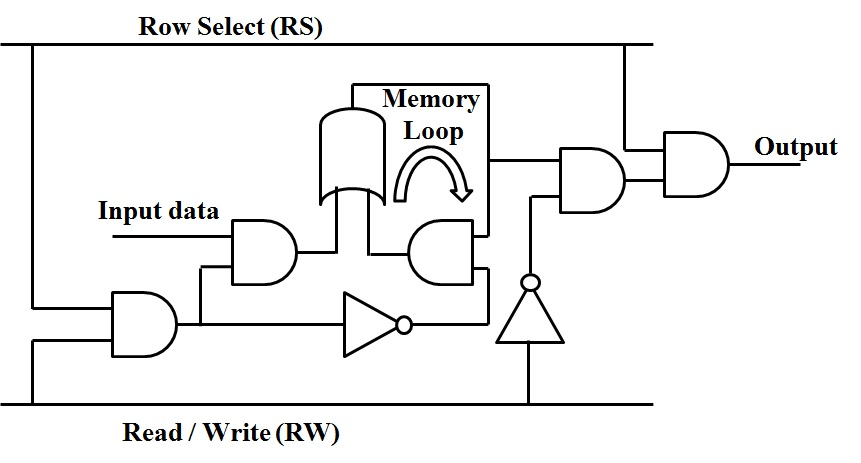 Row Select (RS)
Memory
Loop
Output
Input data
Read / Write (RW)